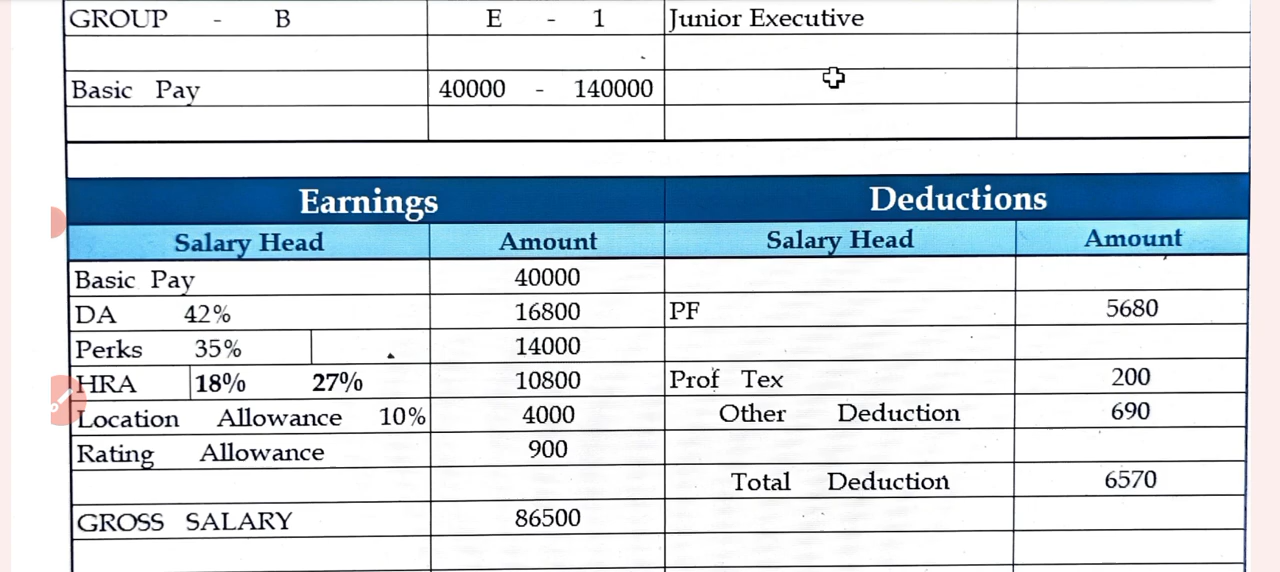 GROUP - B E - 1 Junior Executive
Basic Pay 40000 - 140000
Earnings Deductions
Salary Head Amount Salary Head Amount
Basic Pay 40000
DA 42% 16800 PF 5680
Perks 35% 14000
HRA 18% 27% 10800 Prof Tex 200
Location Allowance 10% 4000 Other Deduction 690
Rating Allowance 900
Total Deduction 6570
GROSS SALARY 86500